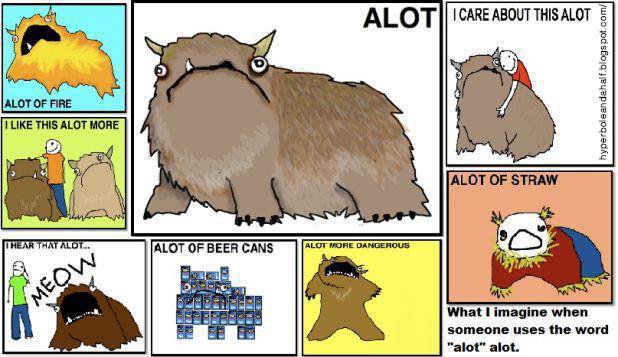 ALOT
ALOT OF FIRE
I CARE ABOUT THIS ALOT
hyperboleandahalf.blogspot.com/
I LIKE THIS ALOT MORE
ALOT OF STRAW
I HEAR THAT ALOT...
MEOW
ALOT OF BEER CANS
ALOT MORE DANGEROUS
What I imagine when
someone uses the word
"alot" alot.